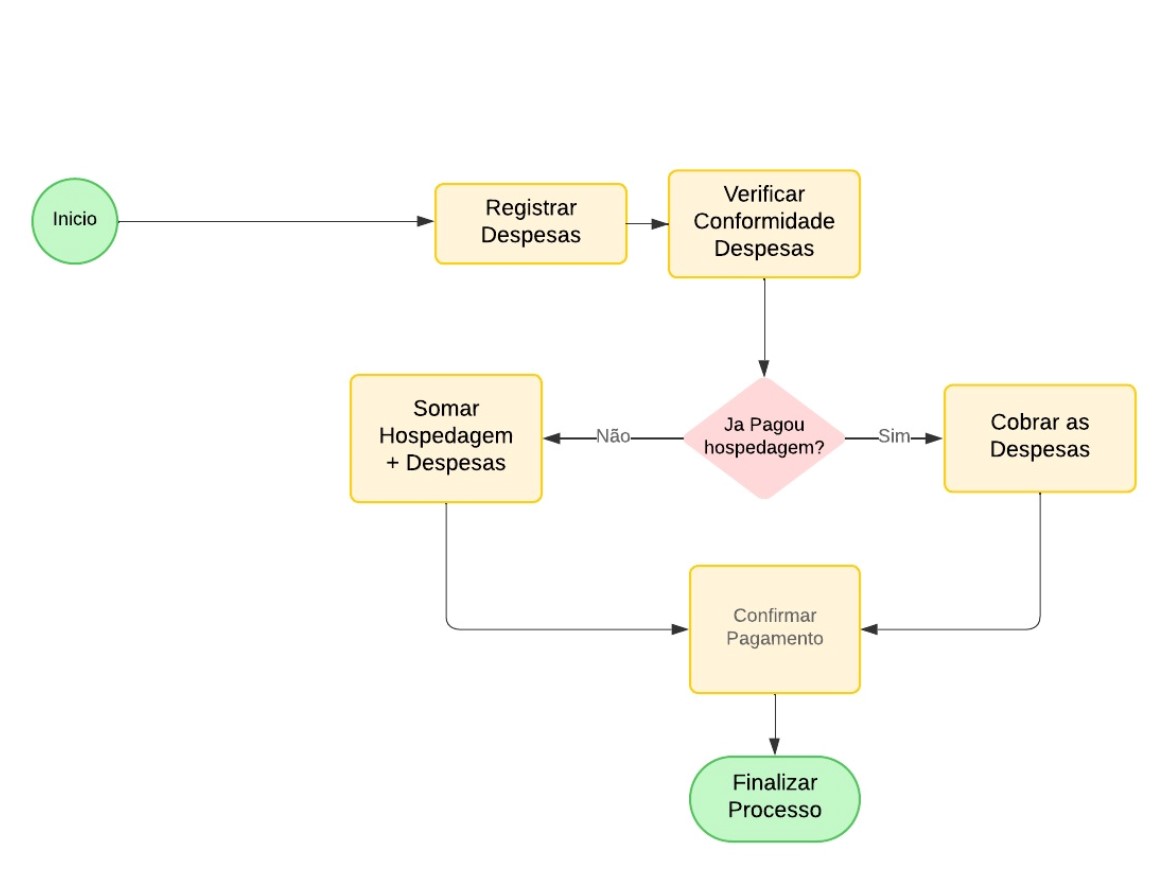 Inicio
Registrar
Despesas
Verificar
Conformidade
Despesas
Somar
Hospedagem
+ Despesas
Não
Ja Pagou
hospedagem?
Sim
Cobrar as
Despesas
Confirmar
Pagamento
Finalizar
Processo